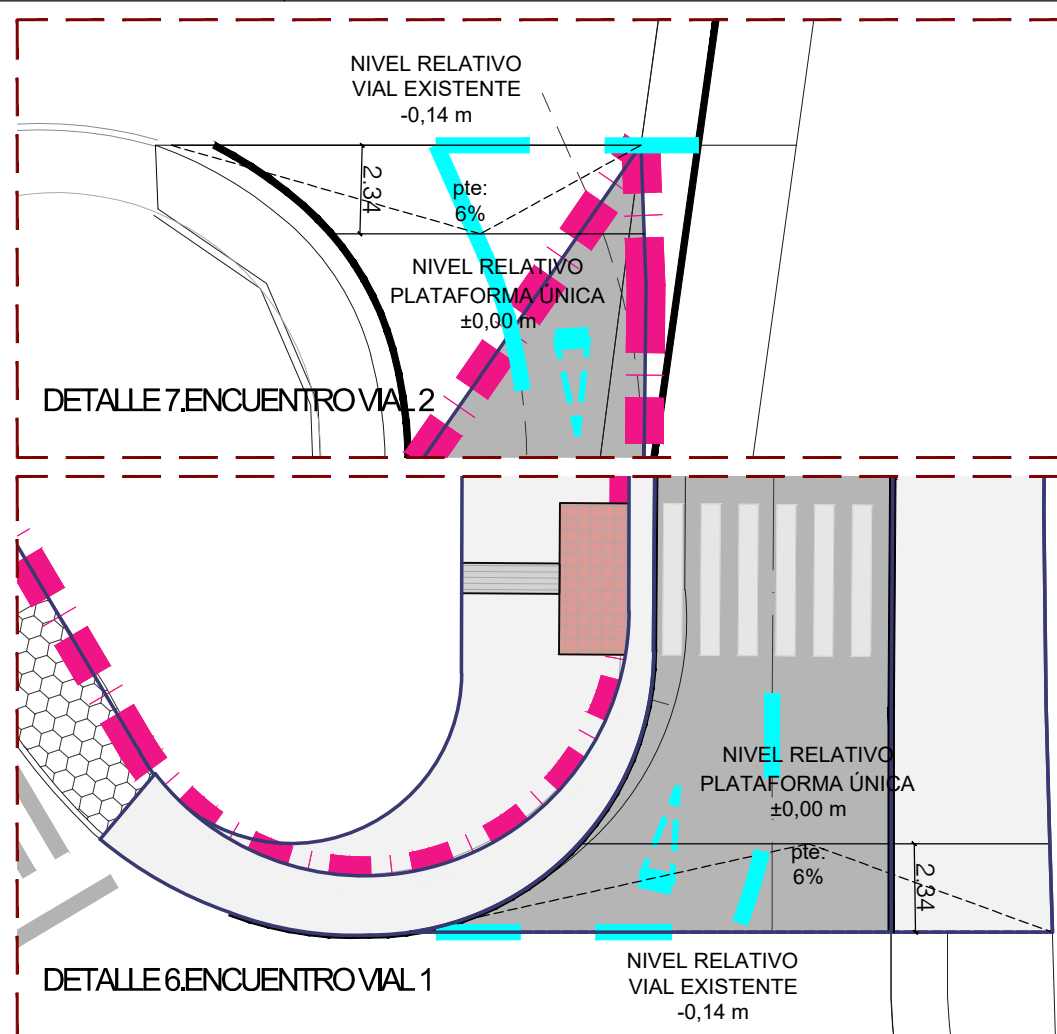 NIVEL RELATIVO
VIAL EXISTENTE
-0,14 m
2.34
pte:
6%
NIVEL RELATIVO
PLATAFORMA ÚNICA
±0,00 m
DETALLE 7.ENCUENTRO VIAL 2
NIVEL RELATIVO
PLATAFORMA ÚNICA
±0,00 m
pte:
6%
2.34
DETALLE 6.ENCUENTRO VIAL 1
NIVEL RELATIVO
VIAL EXISTENTE
-0,14 m